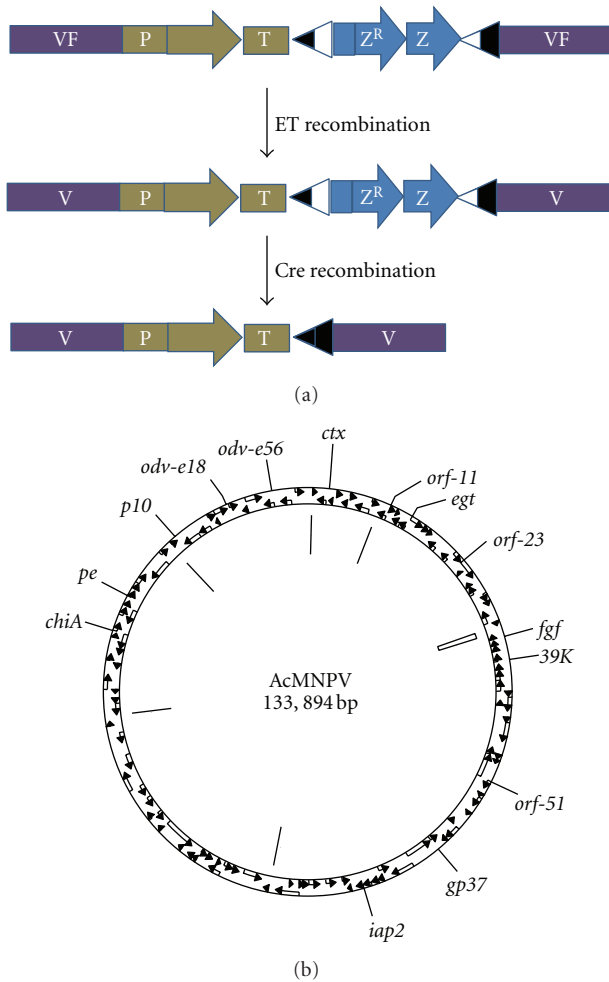 VF P T Z^R Z VF
ET recombination
V P T Z^R Z V
Cre recombination
V P T V
(a)
ctx
odv-e56
odv-e18
orf-11
egt
p10
orf-23
pe
chiA
fgf
39K
AcMNPV
133, 894 bp
orf-51
gp37
iap2
(b)